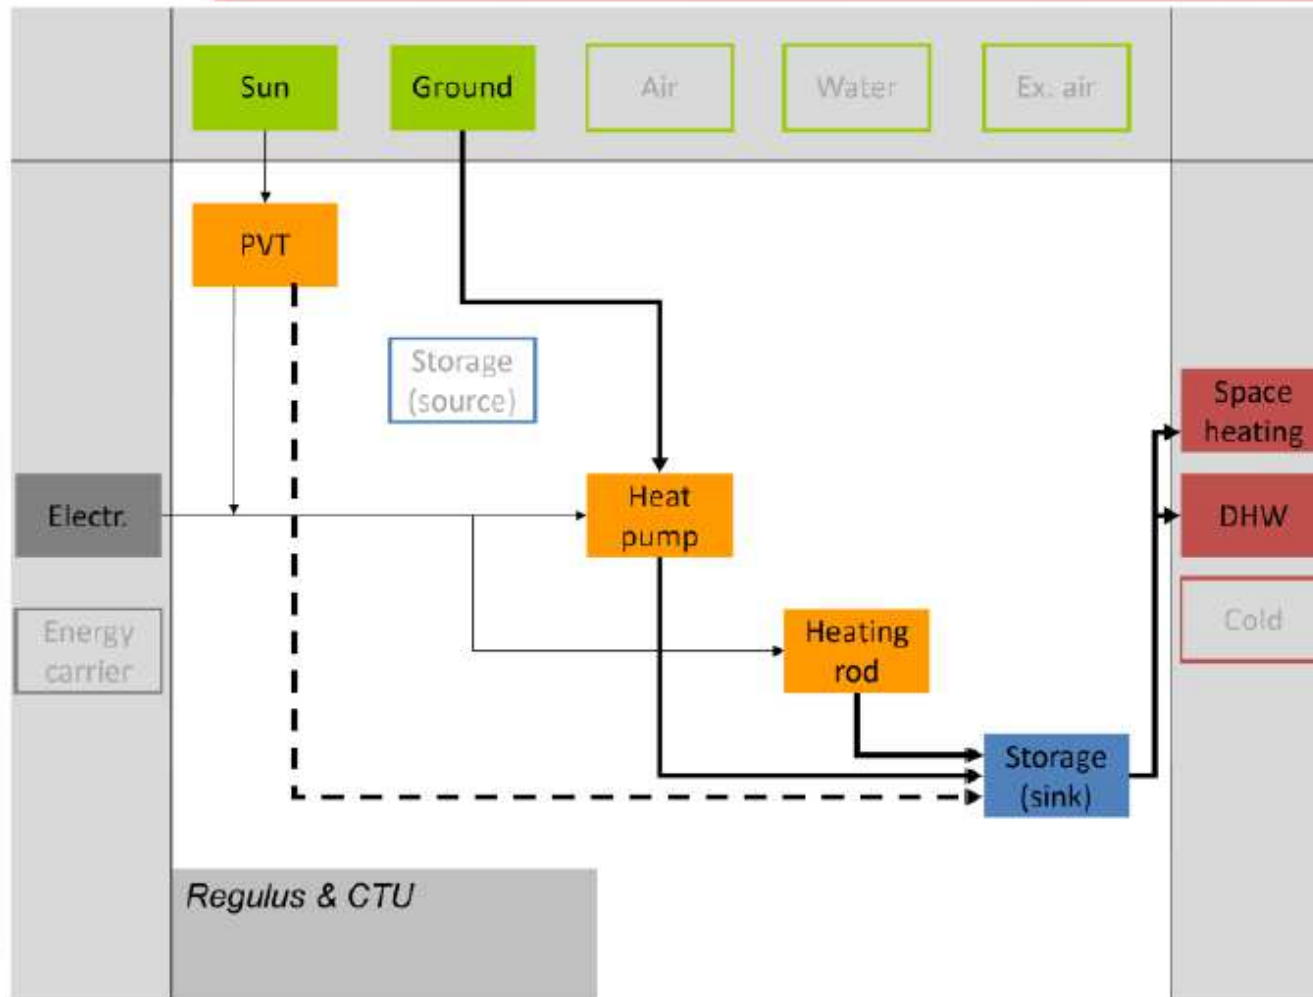 Sun
Ground
Air
Water
Ex. air
PVT
Storage
(source)
Space
heating
Electr.
Heat
pump
DHW
Energy
carrier
Heating
rod
Cold
Storage
(sink)
Regulus & CTU